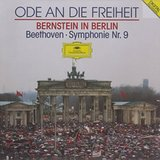 ODE AN DIE FREIHEIT
BERNSTEIN IN BERLIN
Beethoven · Symphonie Nr. 9